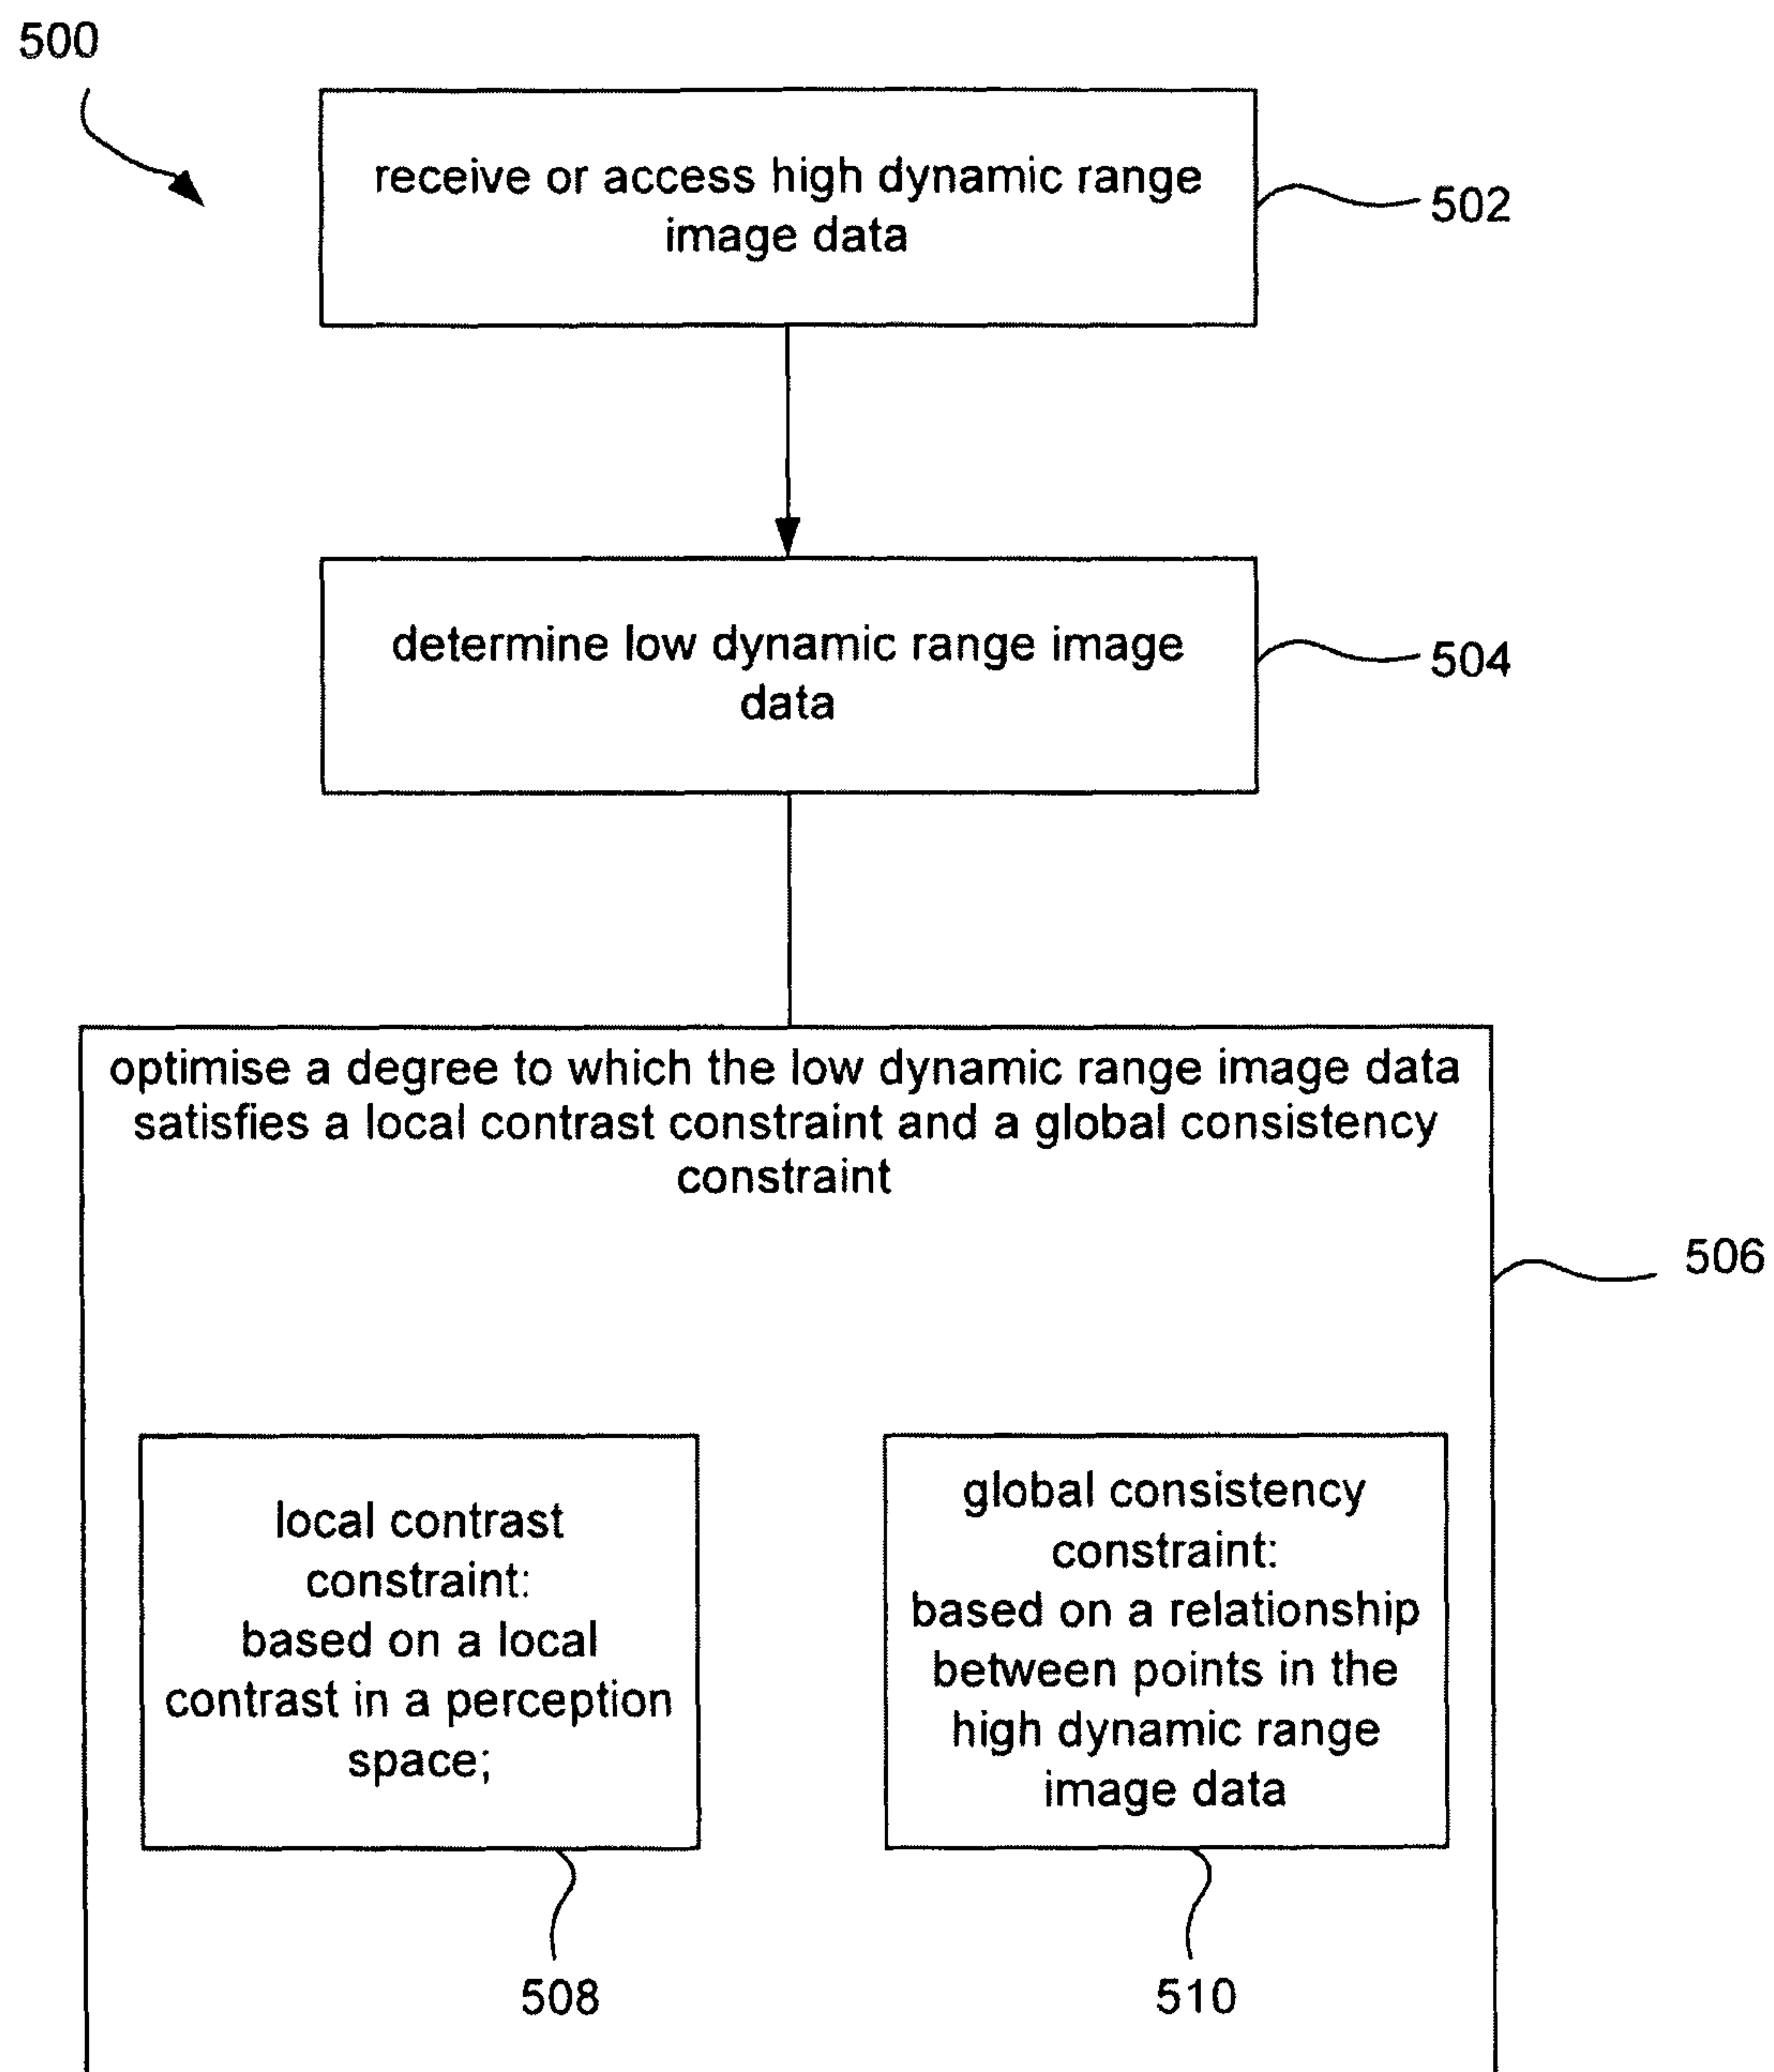 500
receive or access high dynamic range
image data
502
determine low dynamic range image
data
504
optimise a degree to which the low dynamic range image data
satisfies a local contrast constraint and a global consistency
constraint
506
local contrast
constraint:
based on a local
contrast in a perception
space;
508
global consistency
constraint:
based on a relationship
between points in the
high dynamic range
image data
510